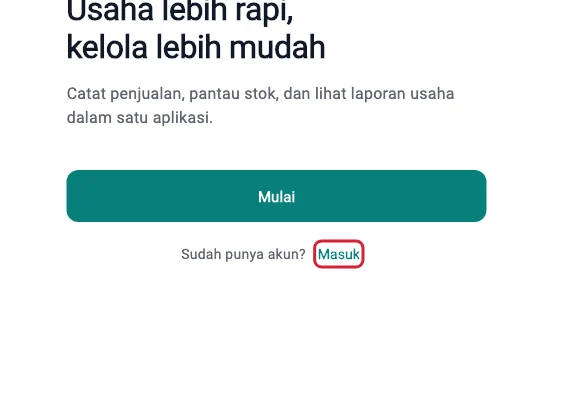 Usaha lebih rapi,
kelola lebih mudah
Catat penjualan, pantau stok, dan lihat laporan usaha
dalam satu aplikasi.
Mulai
Sudah punya akun? Masuk